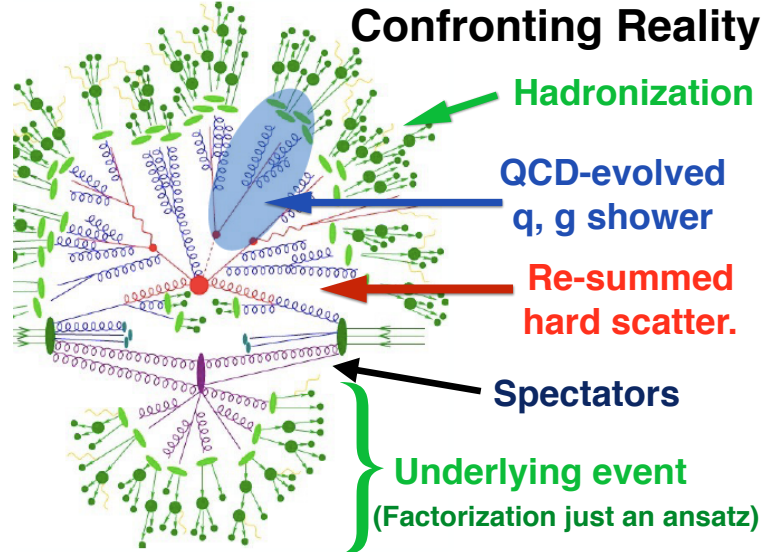 Confronting Reality
Hadronization
QCD-evolved
q, g shower
Re-summed
hard scatter.
Spectators
Underlying event
(Factorization just an ansatz)